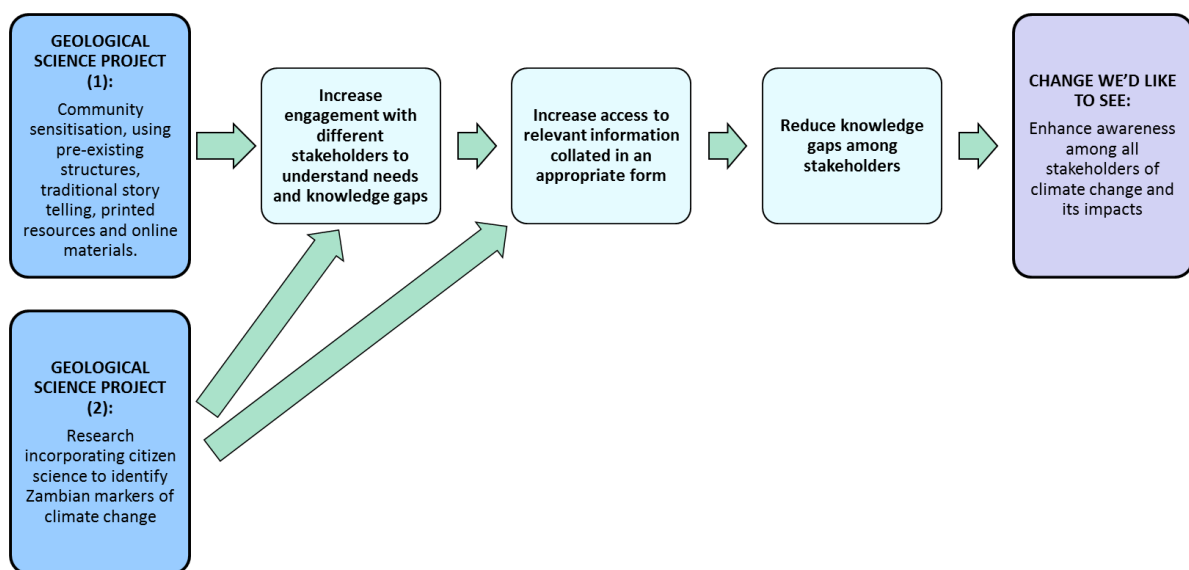 GEOLOGICAL
SCIENCE PROJECT
(1):
Community
sensitisation, using
pre-existing
structures,
traditional story
telling, printed
resources and online
materials.
Increase
engagement with
different
stakeholders to
understand needs
and knowledge gaps
Increase access to
relevant information
collated in an
appropriate form
Reduce knowledge
gaps among
stakeholders
CHANGE WE’D LIKE
TO SEE:
Enhance awareness
among all
stakeholders of
climate change and
its impacts
GEOLOGICAL
SCIENCE PROJECT
(2):
Research
incorporating citizen
science to identify
Zambian markers of
climate change